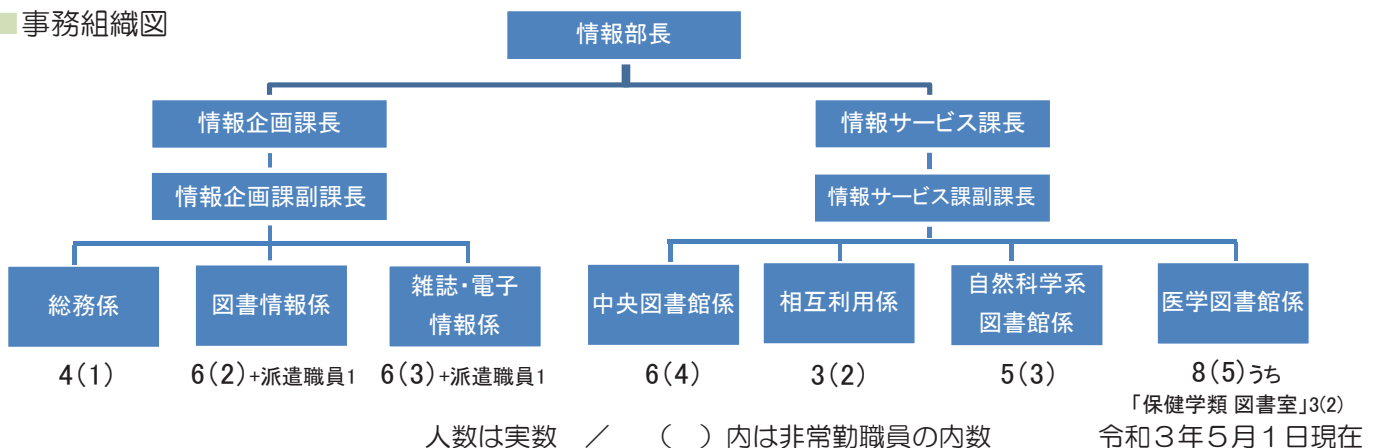 事務組織図
情報部長
情報企画課長
情報サービス課長
情報企画課副課長
情報サービス課副課長
総務係
図書情報係
雑誌・電子
情報係
中央図書館係
相互利用係
自然科学系
図書館係
医学図書館係
4(1)
6(2)+派遣職員1
6(3)+派遣職員1
6(4)
3(2)
5(3)
8(5)うち
「保健学類 図書室」3(2)
人数は実数 / ( )内は非常勤職員の内数
令和3年5月1日現在